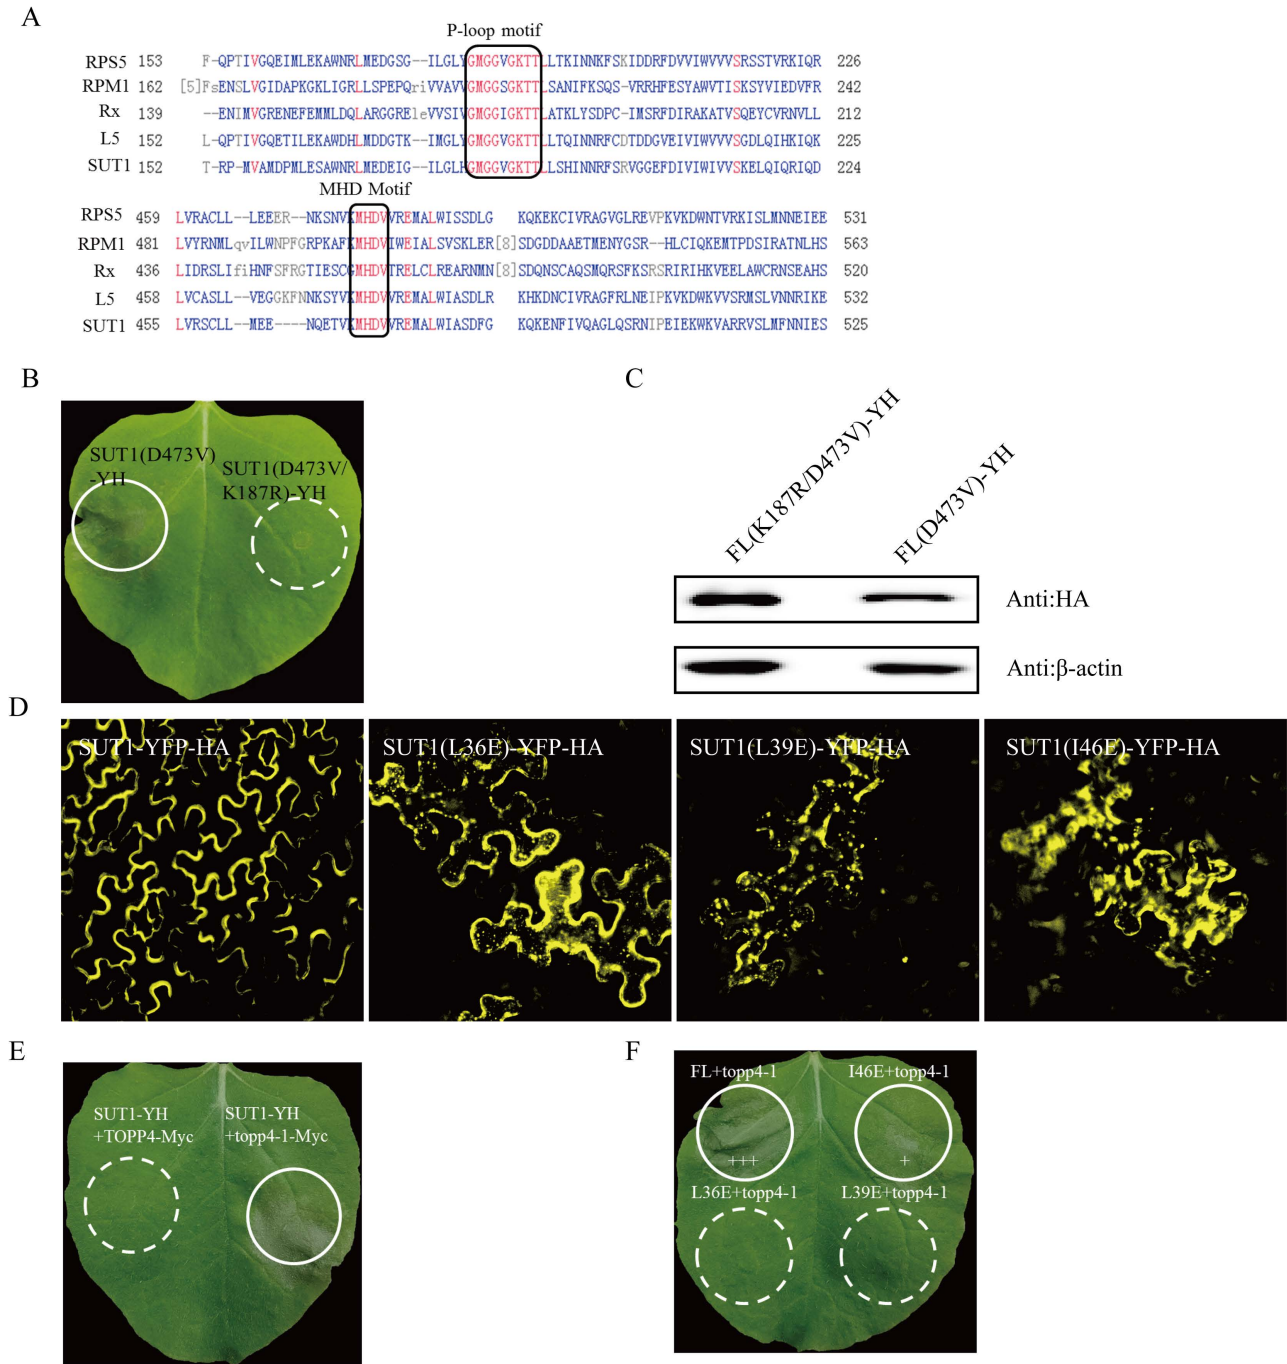 A
P-loop motif
RPS5 153 F-QPTIVGQEIMLEKAWNRLMEDGSG--ILGLYGMGGVGKTTLLTKINNKFSKIDDRFDVVIWVVVSRSSTVRKIQR 226
RPM1 162 [5]FsENSLVGIDAPKGKLIGRLLSPEPQrivVAVVGMGGSGKTTLSANIFKSQS-VRRHFESYAWVTISKSYVIEDVFR 242
Rx 139 --ENIMVGRENEFEMMLDQLARGGRElevVSIVGMGGIGKTTLATKLYSDPC-IMSRFDIRAKATVSQEYCVRNVLL 212
L5 152 L-QPTIVGQETILEKAWDHLMDDGTK--IMGLYGMGGVGKTTLLTQINNRFCDTDDGVEIVIWVVVSGDLQIHKIQK 225
SUT1 152 T-RP-MVAMDPMLESAWNRLMEDEIG--ILGLHGMGGVGKTTLLSHINNRFSRVGGEFDIVIWIVVSKELQIQRIQK 224
MHD Motif
RPS5 459 LVRACLL--LEEER--NKSNVKMHDVVREMALWISSDLG KQKEKCIVRAGVGLREVPKVKDWNTVRKISLMNNEIEE 531
RPM1 481 LVYRNMLqvILWNPFGRPKAFKMHDVIWEIALSVSKLER[8]SDGDDAAETMENYGSR--HLCIQKEMTPDSIRATNLHS 563
Rx 436 LIDRSLIfiHNFSFRGTIESCGMHDVTRELCLREARNMN[8]SDQNSCAQSMQRSFKSRSRIRIHKVEELAWCRNSEAHS 520
L5 458 LVCASLL--VEGGKFNNKSYVKMHDVVREMALWIASDLR KHKDNCIVRAGFRLNEIPKVKDWKVVSRMSLVNNRIKE 532
SUT1 455 LVRSCLL--MEE----NQETVKMHDVVREMALWIASDFG KQKENFIVQAGLQSRNIPEIEKWKVARRVSLMFNNIES 525
B
SUT1(D473V)
-YH
SUT1(D473V/
K187R)-YH
C
FL(K187R/D473V)-YH
FL(D473V)-YH
Anti:HA
Anti:β-actin
D
SUT1-YFP-HA
SUT1(L36E)-YFP-HA
SUT1(L39E)-YFP-HA
SUT1(I46E)-YFP-HA
E
SUT1-YH
+TOPP4-Myc
SUT1-YH
+topp4-1-Myc
F
FL+topp4-1
I46E+topp4-1
+++
+
L36E+topp4-1
L39E+topp4-1